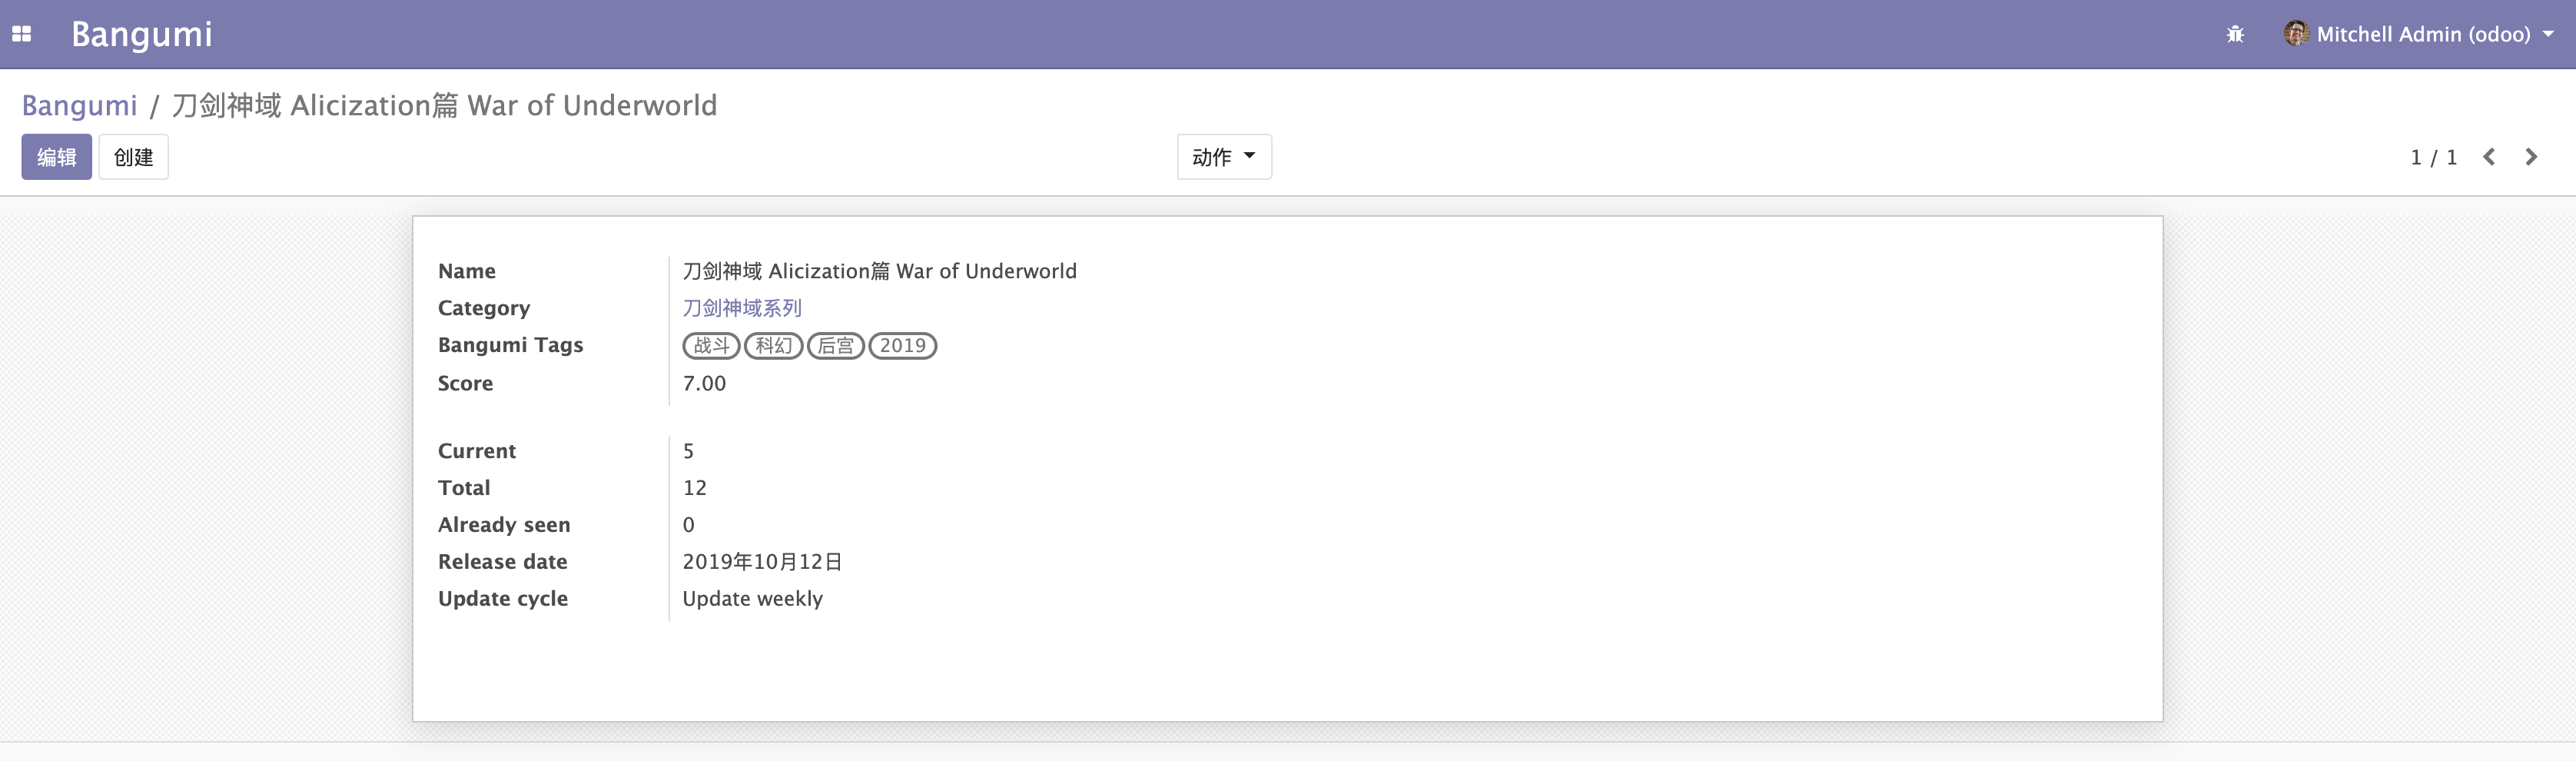 Bangumi
Mitchell Admin (odoo)
Bangumi / 刀剑神域 Alicization篇 War of Underworld
编辑 创建 动作 1 / 1
Name 刀剑神域 Alicization篇 War of Underworld
Category 刀剑神域系列
Bangumi Tags 战斗 科幻 后宫 2019
Score 7.00
Current 5
Total 12
Already seen 0
Release date 2019年10月12日
Update cycle Update weekly